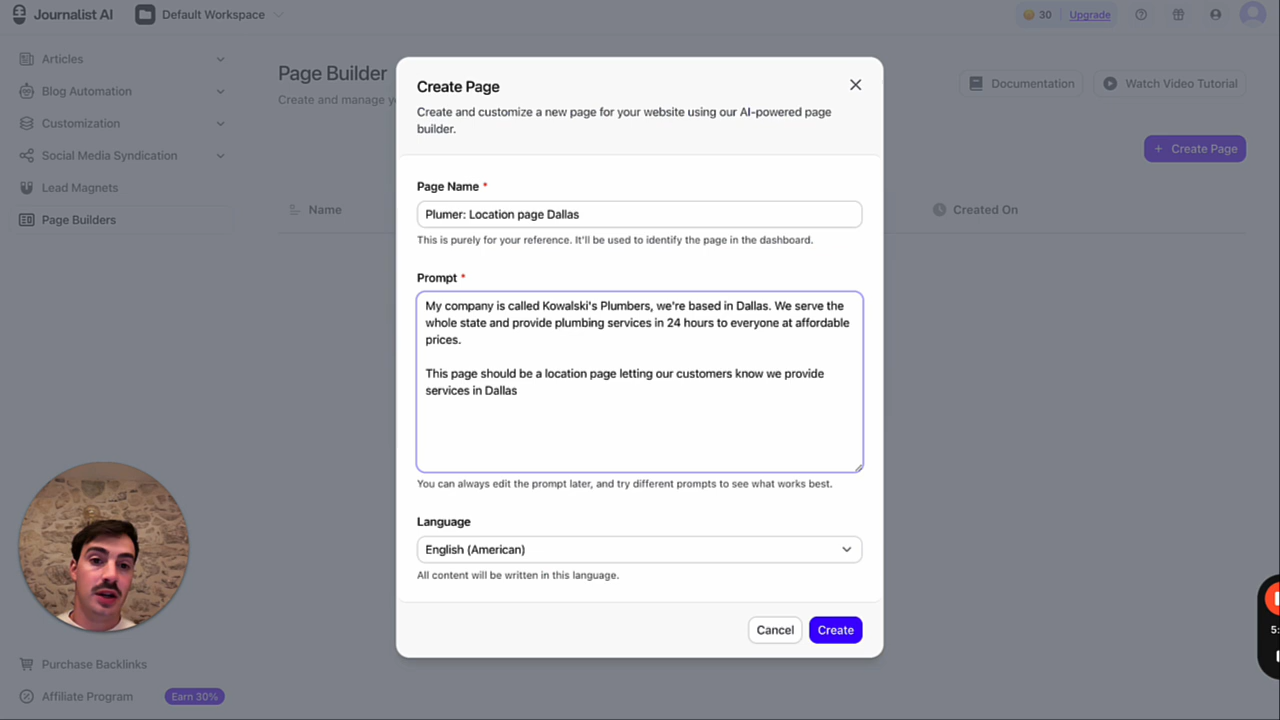 Journalist AI
Default Workspace
30
Upgrade
Articles
Blog Automation
Customization
Social Media Syndication
Lead Magnets
Page Builders
Purchase Backlinks
Affiliate Program
Earn 30%
Page Builder
Create and manage
Documentation
Watch Video Tutorial
+ Create Page
Name
Created On
Create Page
Create and customize a new page for your website using our AI-powered page
builder.
Page Name *
Plumer: Location page Dallas
This is purely for your reference. It'll be used to identify the page in the dashboard.
Prompt *
My company is called Kowalski's Plumbers, we're based in Dallas. We serve the
whole state and provide plumbing services in 24 hours to everyone at affordable
prices.
This page should be a location page letting our customers know we provide
services in Dallas
You can always edit the prompt later, and try different prompts to see what works best.
Language
English (American)
All content will be written in this language.
Cancel
Create